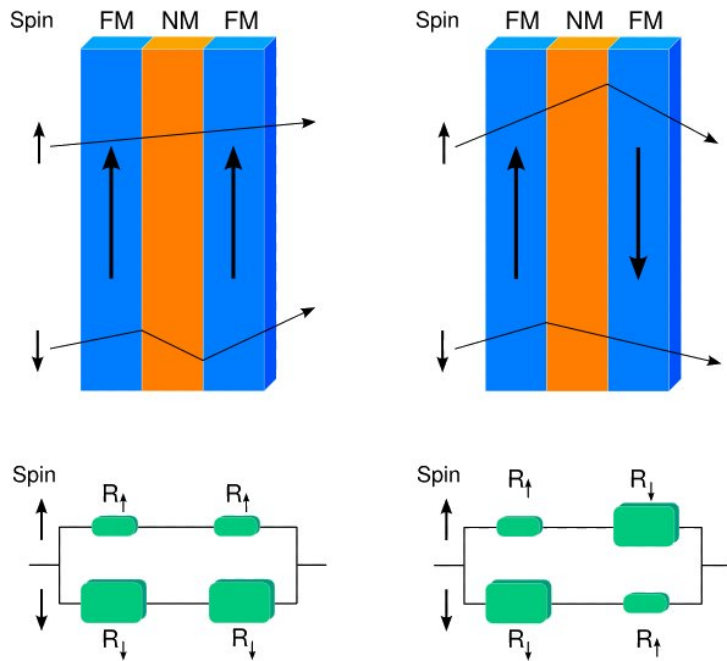 Spin FM NM FM
Spin FM NM FM
Spin
R↑ R↑
R↓ R↓
Spin
R↑ R↓
R↓ R↑